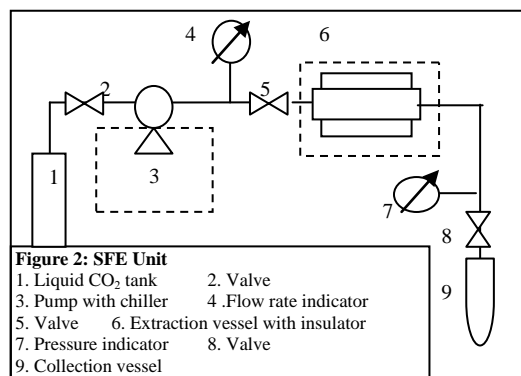 4
6
2
5
1
3
7
8
9
Figure 2: SFE Unit
1. Liquid CO₂ tank 2. Valve
3. Pump with chiller 4 .Flow rate indicator
5. Valve 6. Extraction vessel with insulator
7. Pressure indicator 8. Valve
9. Collection vessel